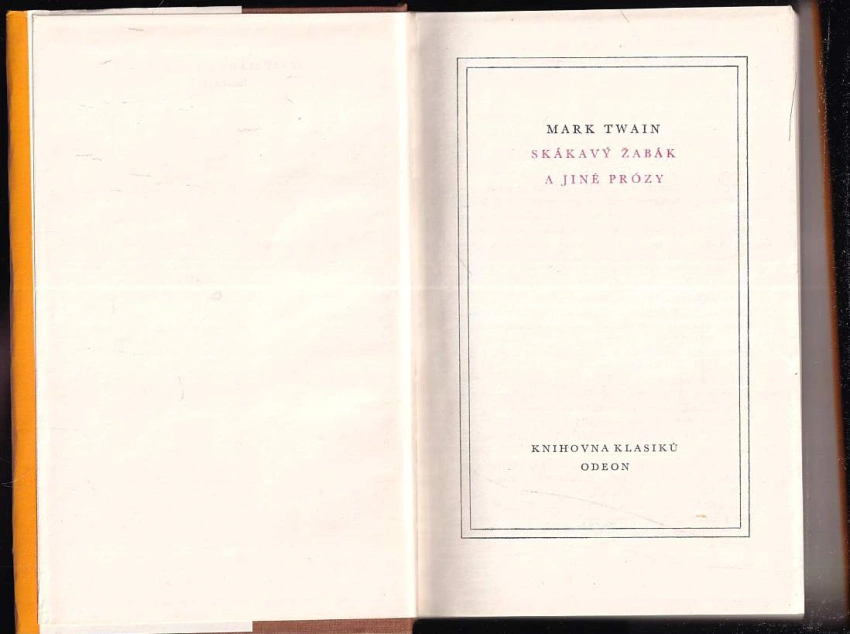 MARK TWAIN
SKÁKAVÝ ŽABÁK
A JINÉ PRÓZY
KNIHOVNA KLASIKŮ
ODEON